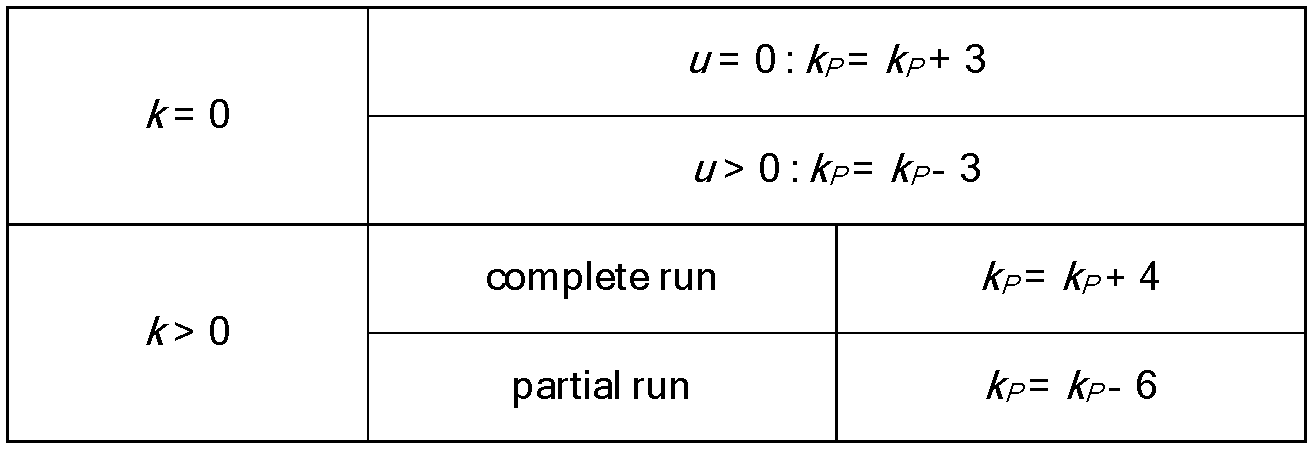 k = 0
u = 0 : kP = kP + 3
u > 0 : kP = kP - 3
k > 0
complete run
kP = kP + 4
partial run
kP = kP - 6